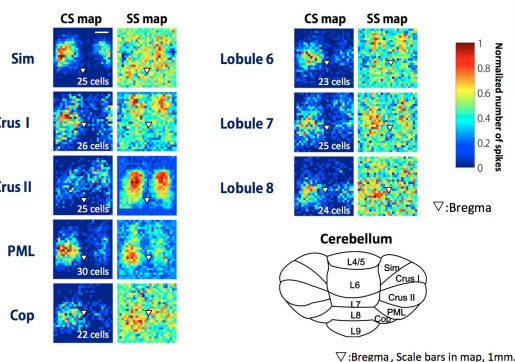 CS map SS map
Sim
25 cells
Crus I
26 cells
Crus II
25 cells
PML
30 cells
Cop
22 cells
CS map SS map
Lobule 6
23 cells
Lobule 7
25 cells
Lobule 8
24 cells
1
0.8
0.6
0.4
0.2
0
Normalized number of spikes
▽:Bregma
Cerebellum
L4/5
Sim
Crus I
L6
Crus II
L7
PML
L8
Cop
L9
▽:Bregma , Scale bars in map, 1mm.